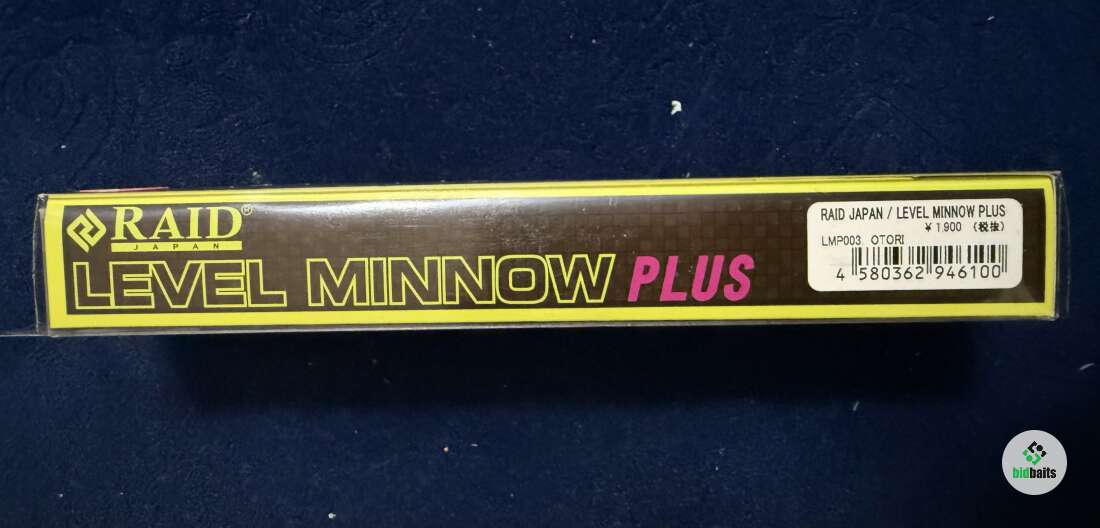 RAID®
JAPAN
LEVEL MINNOW PLUS
RAID JAPAN / LEVEL MINNOW PLUS
¥1,900 (税抜)
LMP003 OTORI
4 580362 946100
bidbaits